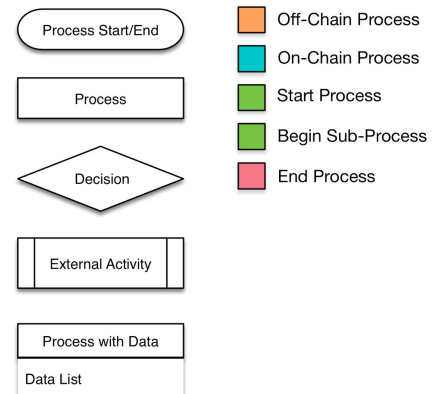 Process Start/End
Process
Decision
External Activity
Process with Data
Data List
Off-Chain Process
On-Chain Process
Start Process
Begin Sub-Process
End Process